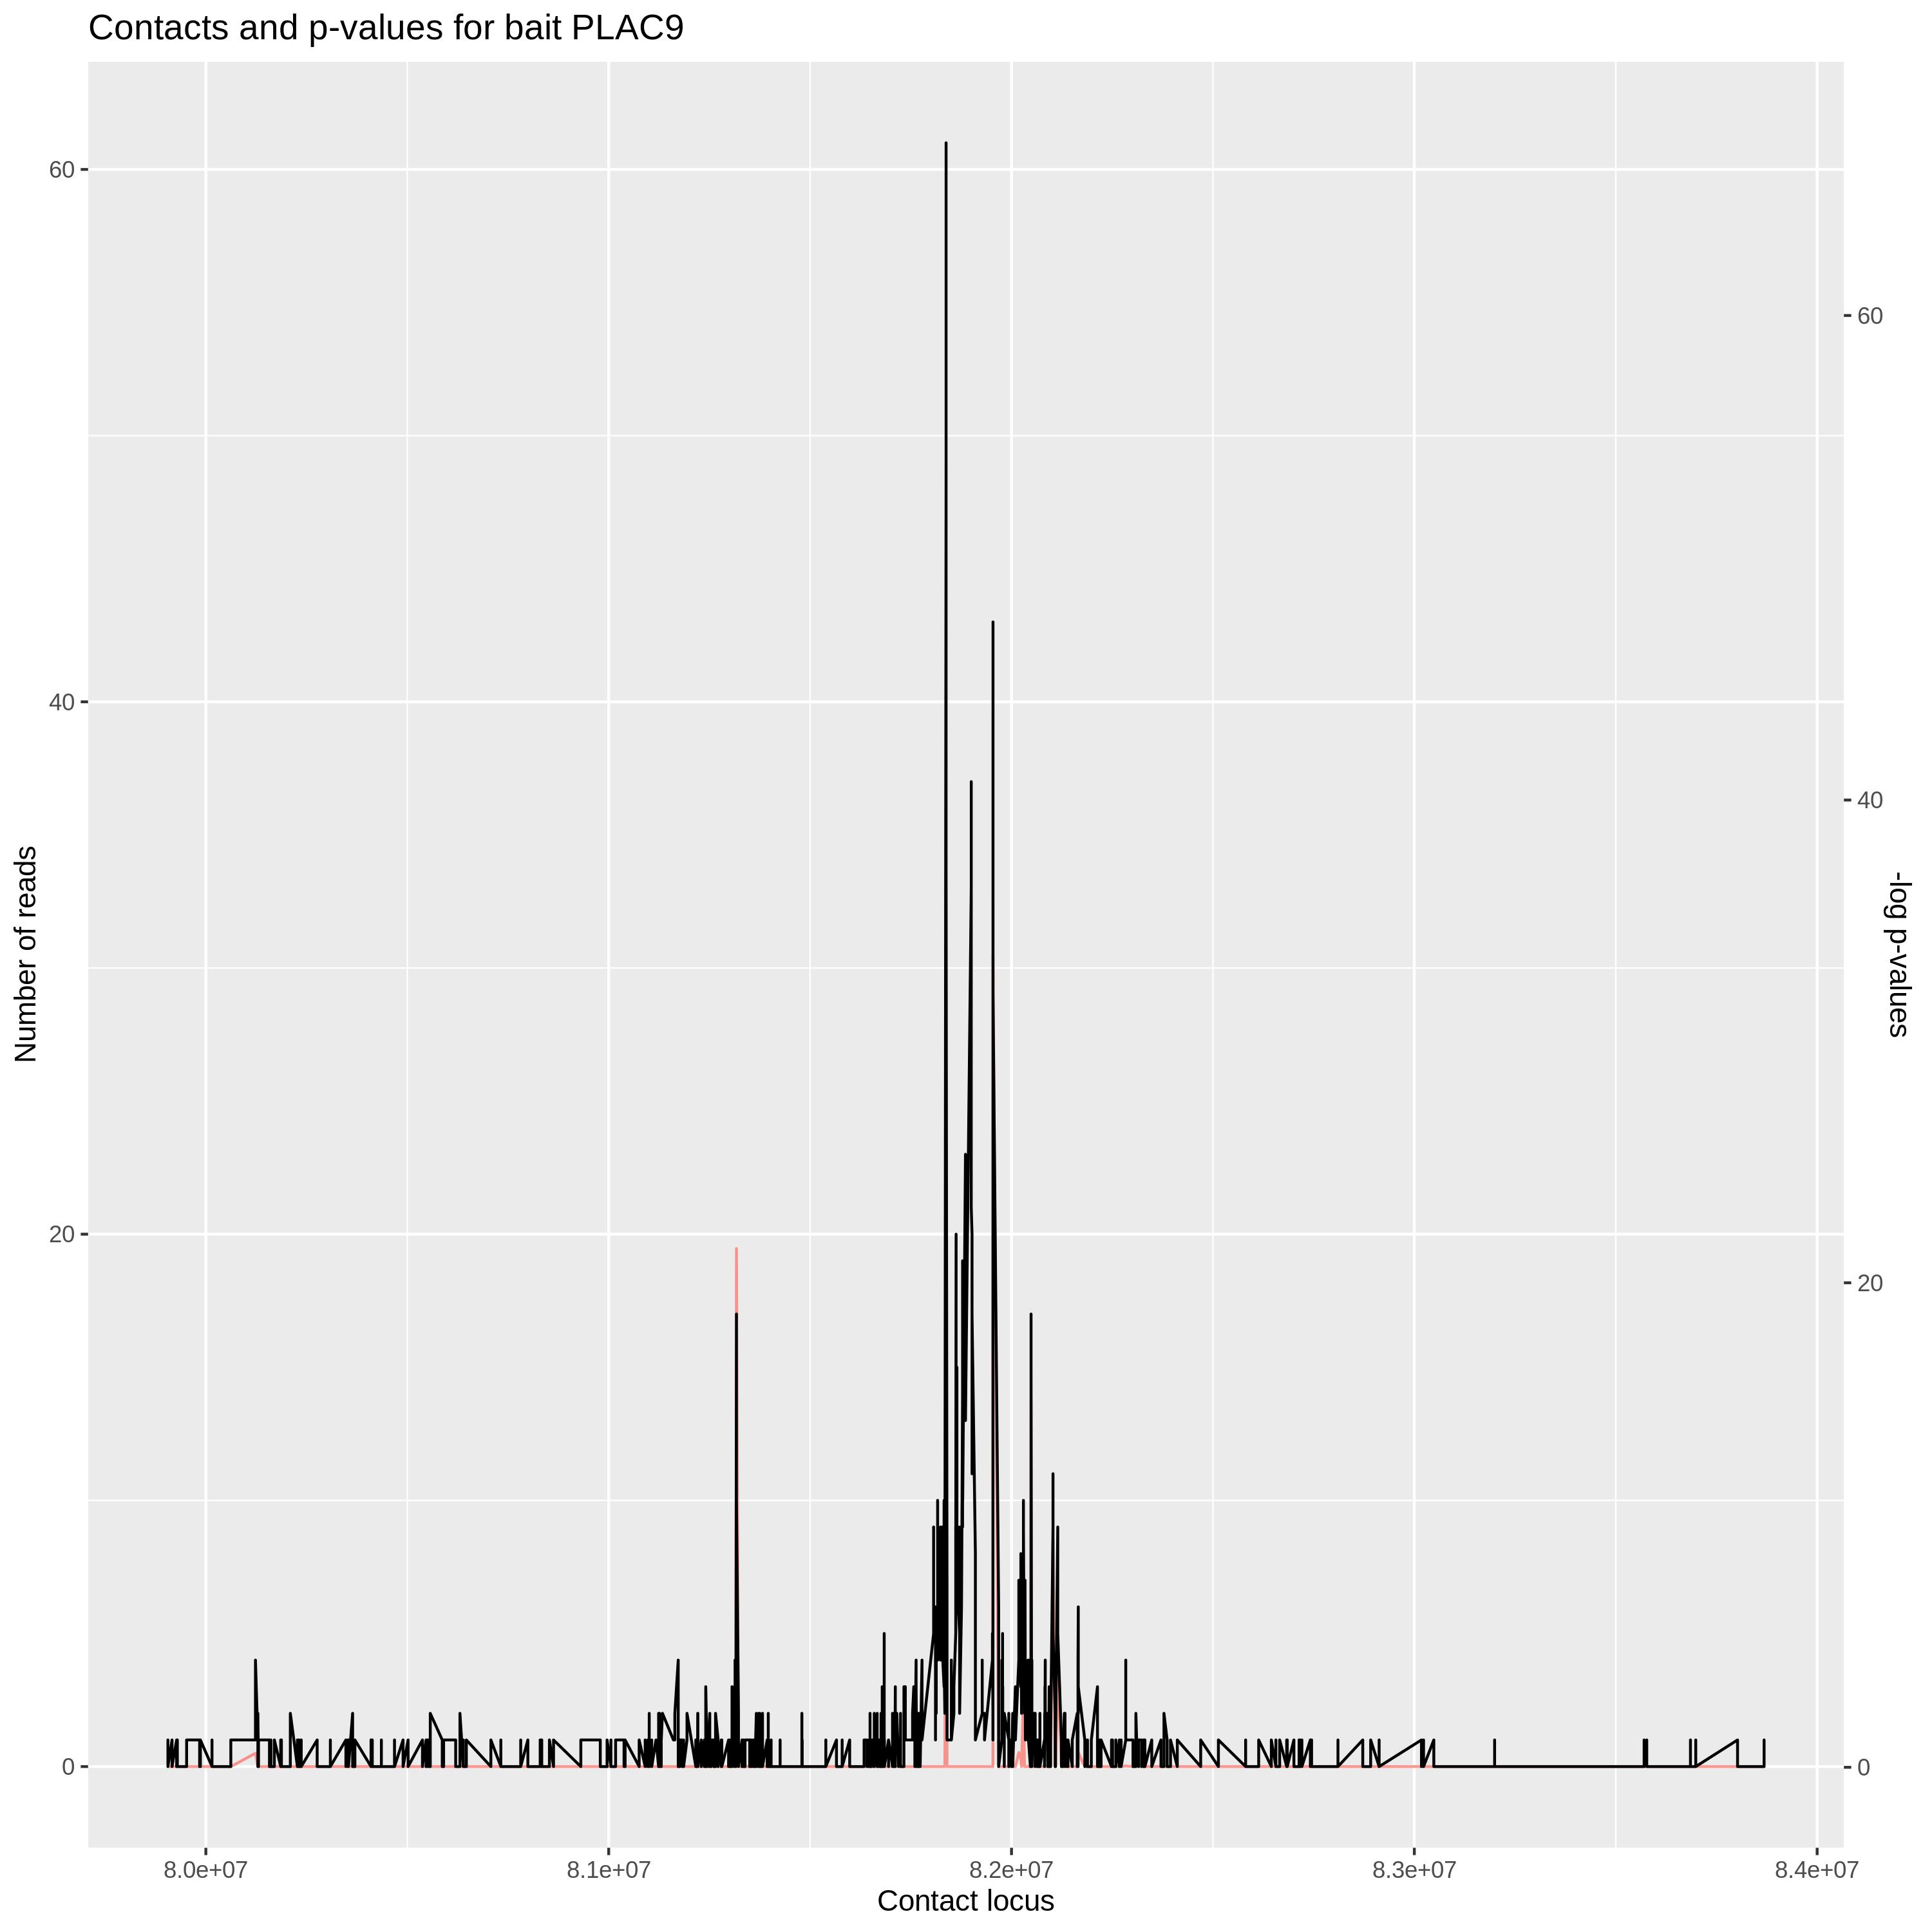 Contacts and p-values for bait PLAC9
60
40
20
0
Number of reads
60
40
20
0
-log p-values
8.0e+07 8.1e+07 8.2e+07 8.3e+07 8.4e+07
Contact locus